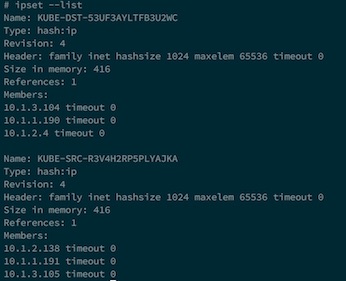 # ipset --list
Name: KUBE-DST-53UF3AYLTFB3U2WC
Type: hash:ip
Revision: 4
Header: family inet hashsize 1024 maxelem 65536 timeout 0
Size in memory: 416
References: 1
Members:
10.1.3.104 timeout 0
10.1.1.190 timeout 0
10.1.2.4 timeout 0

Name: KUBE-SRC-R3V4H2RP5PLYAJKA
Type: hash:ip
Revision: 4
Header: family inet hashsize 1024 maxelem 65536 timeout 0
Size in memory: 416
References: 1
Members:
10.1.2.138 timeout 0
10.1.1.191 timeout 0
10.1.3.105 timeout 0